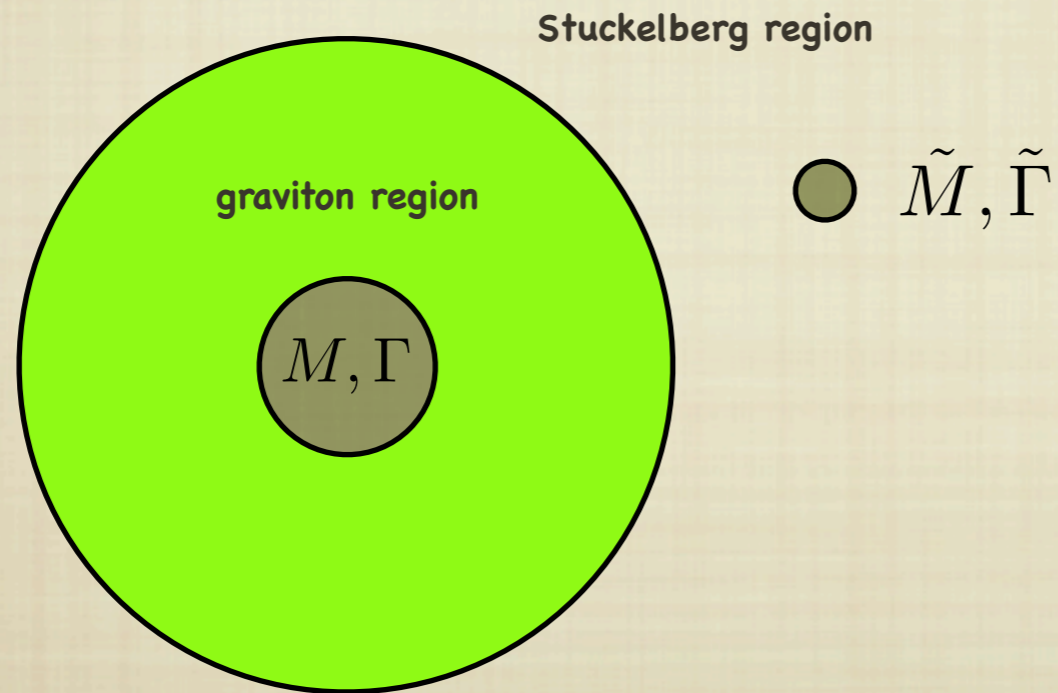 Stuckelberg region
graviton region
M̃, Γ̃
M, Γ